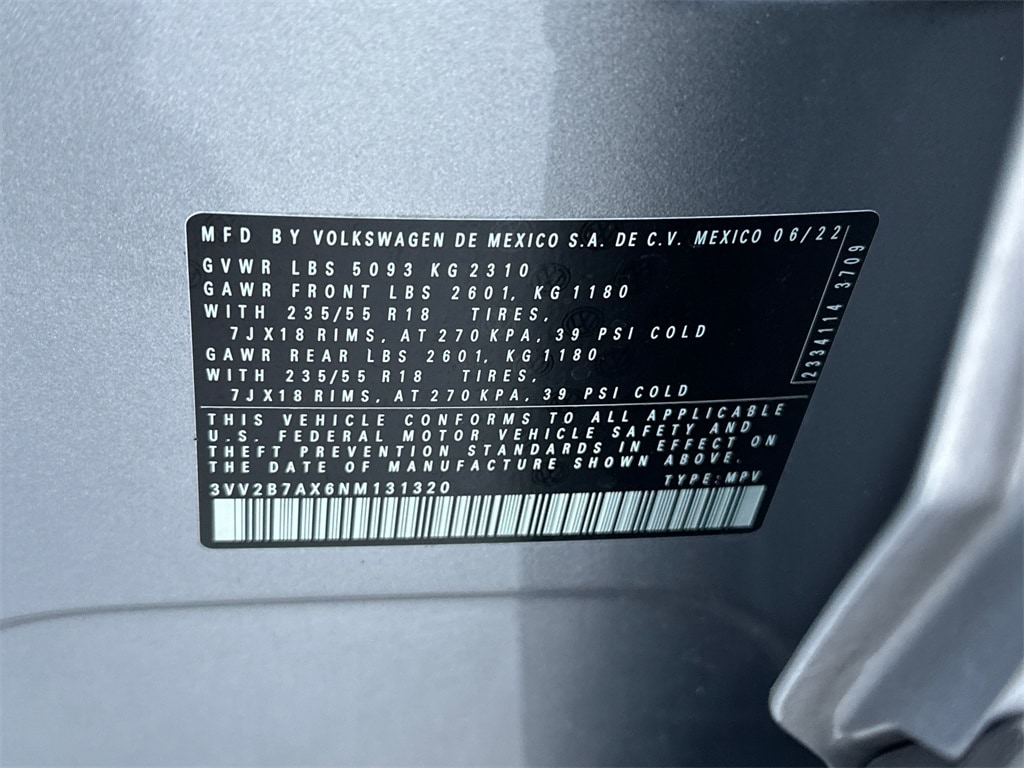 MFD BY VOLKSWAGEN DE MEXICO S.A. DE C.V. MEXICO 06/22
GVWR LBS 5093 KG 2310
GAWR FRONT LBS 2601, KG 1180
WITH 235/55 R18 TIRES,
7JX18 RIMS, AT 270 KPA, 39 PSI COLD
GAWR REAR LBS 2601, KG 1180
WITH 235/55 R18 TIRES,
7JX18 RIMS, AT 270 KPA, 39 PSI COLD
2334114 3709
THIS VEHICLE CONFORMS TO ALL APPLICABLE
U.S. FEDERAL MOTOR VEHICLE SAFETY AND
THEFT PREVENTION STANDARDS IN EFFECT ON
THE DATE OF MANUFACTURE SHOWN ABOVE.
3VV2B7AX6NM131320 TYPE: MPV